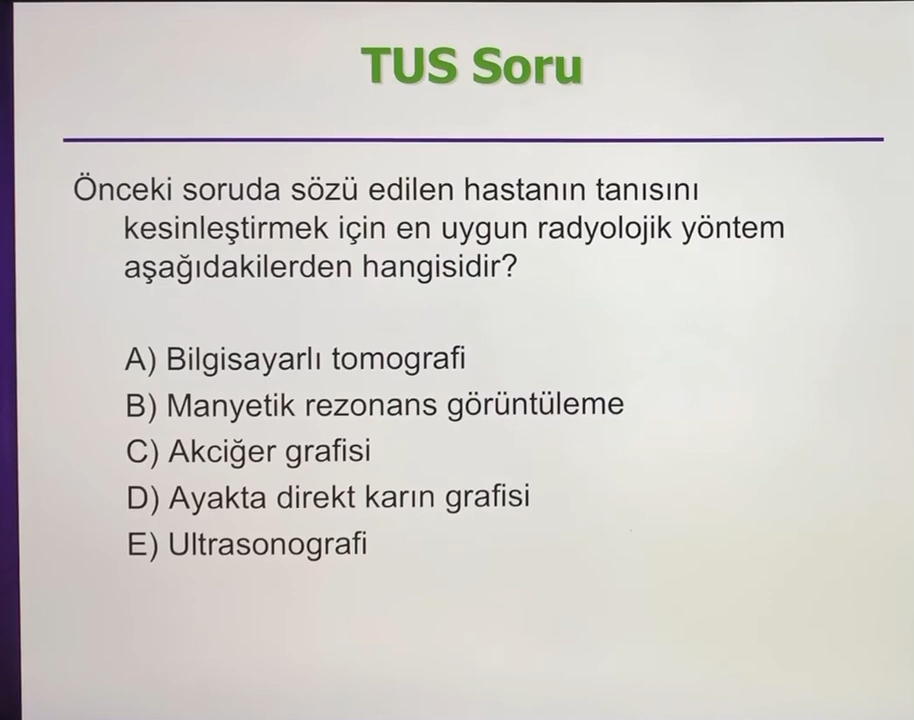 TUS Soru
Önceki soruda sözü edilen hastanın tanısını
kesinleştirmek için en uygun radyolojik yöntem
aşağıdakilerden hangisidir?
A) Bilgisayarlı tomografi
B) Manyetik rezonans görüntüleme
C) Akciğer grafisi
D) Ayakta direkt karın grafisi
E) Ultrasonografi